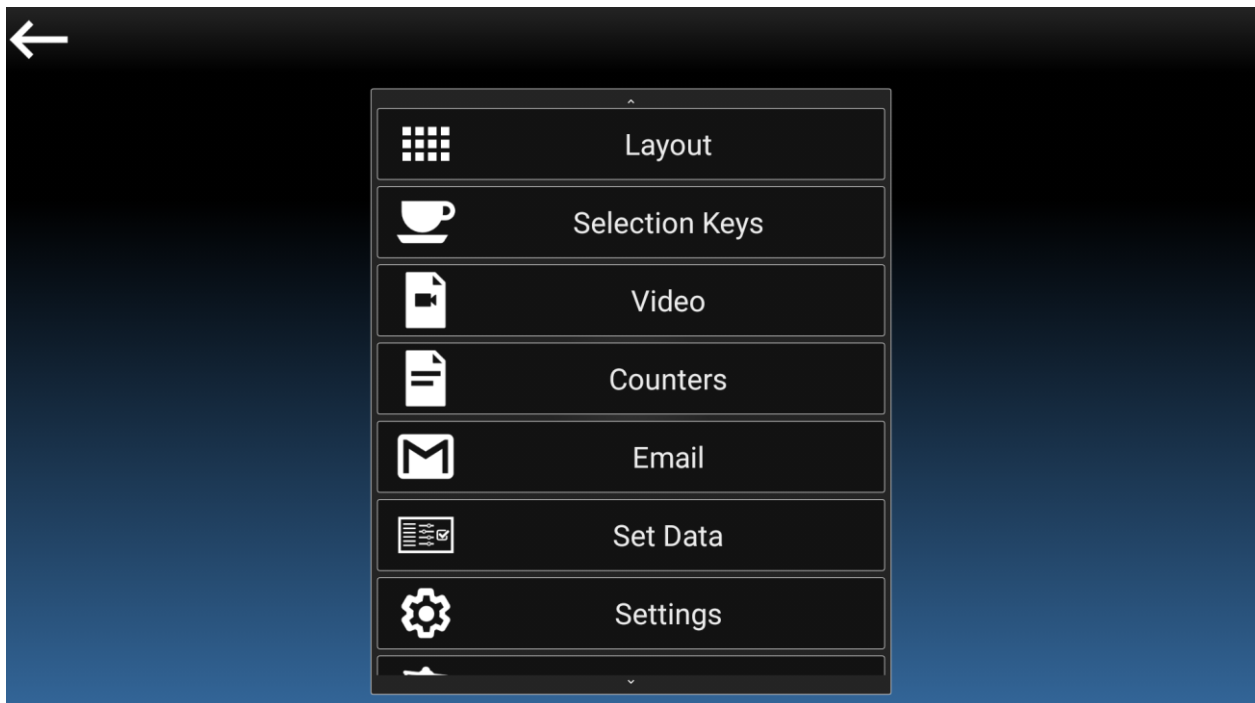 Layout
Selection Keys
Video
Counters
Email
Set Data
Settings